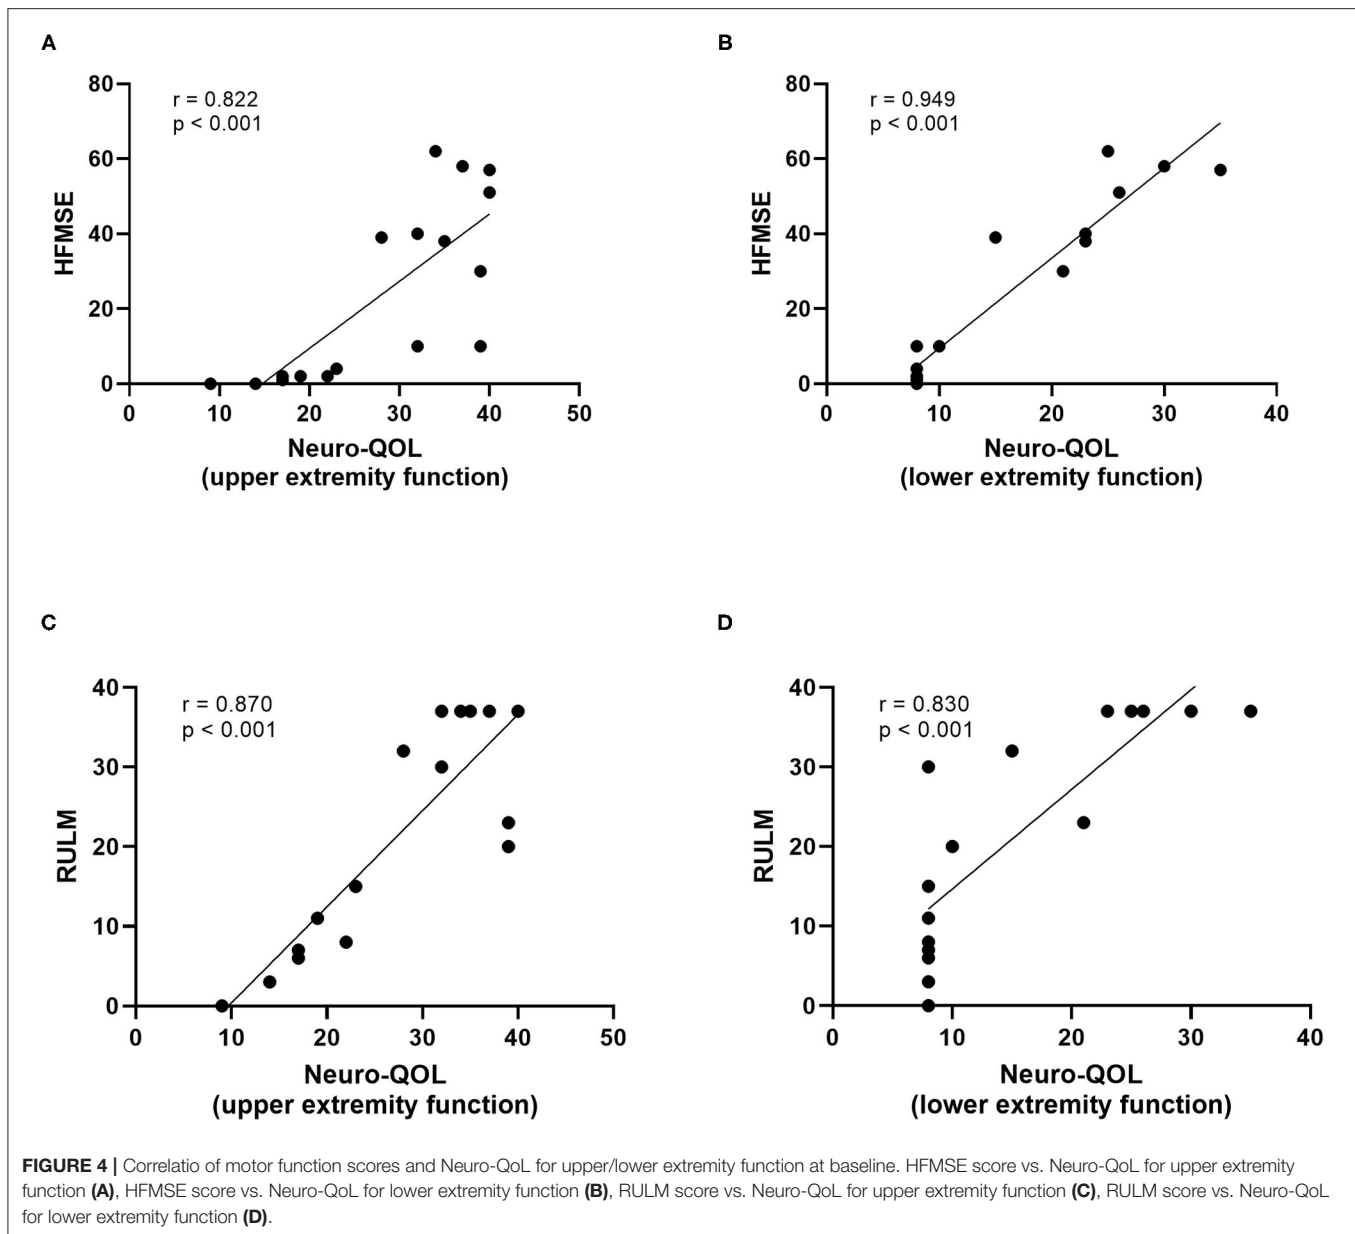 A
80
60
40
20
0
r = 0.822
p < 0.001
HFMSE
0 10 20 30 40 50
Neuro-QOL
(upper extremity function)
B
80
60
40
20
0
r = 0.949
p < 0.001
HFMSE
0 10 20 30 40
Neuro-QOL
(lower extremity function)
C
40
30
20
10
0
r = 0.870
p < 0.001
RULM
0 10 20 30 40 50
Neuro-QOL
(upper extremity function)
D
40
30
20
10
0
r = 0.830
p < 0.001
RULM
0 10 20 30 40
Neuro-QOL
(lower extremity function)
FIGURE 4 | Correlatio of motor function scores and Neuro-QoL for upper/lower extremity function at baseline. HFMSE score vs. Neuro-QoL for upper extremity
function (A), HFMSE score vs. Neuro-QoL for lower extremity function (B), RULM score vs. Neuro-QoL for upper extremity function (C), RULM score vs. Neuro-QoL
for lower extremity function (D).